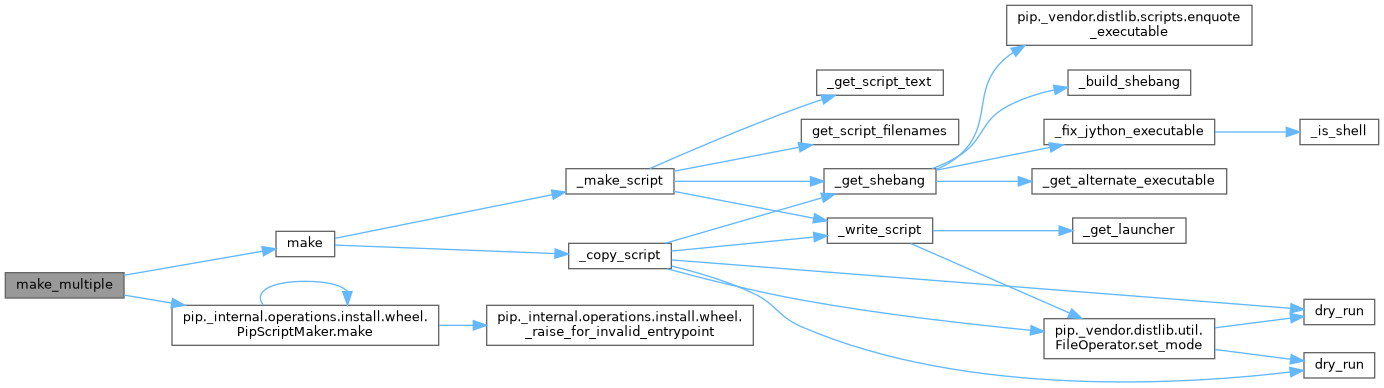 pip._vendor.distlib.scripts.enquote
_executable
_get_script_text
_build_shebang
get_script_filenames
_fix_jython_executable
_is_shell
_make_script
_get_shebang
_get_alternate_executable
make
_write_script
_get_launcher
_copy_script
make_multiple
pip._internal.operations.install.wheel.
PipScriptMaker.make
pip._internal.operations.install.wheel.
_raise_for_invalid_entrypoint
pip._vendor.distlib.util.
FileOperator.set_mode
dry_run
dry_run